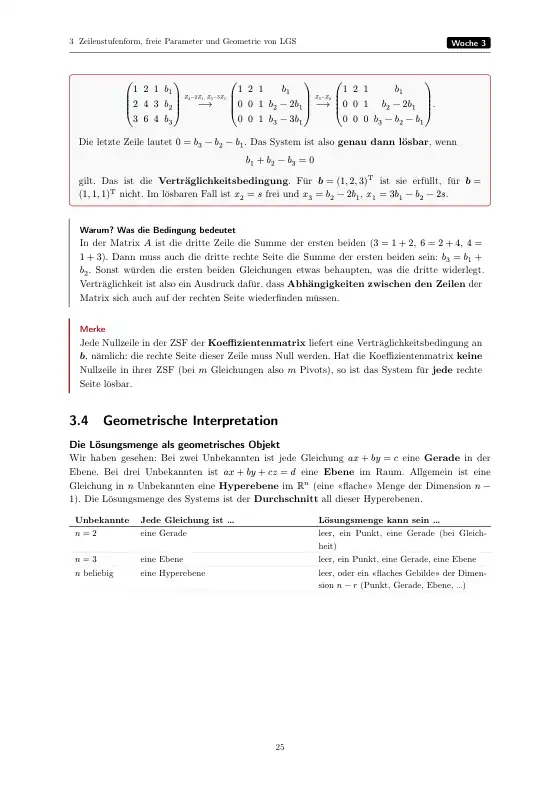 3 Zeilenstufenform, freie Parameter und Geometrie von LGS
Woche 3
(1 2 1 b₁; 2 4 3 b₂; 3 6 4 b₃) Z₂−2Z₁, Z₃−3Z₁ ⟶ (1 2 1 b₁; 0 0 1 b₂ − 2b₁; 0 0 1 b₃ − 3b₁) Z₃−Z₂ ⟶ (1 2 1 b₁; 0 0 1 b₂ − 2b₁; 0 0 0 b₃ − b₂ − b₁).
Die letzte Zeile lautet 0 = b₃ − b₂ − b₁. Das System ist also genau dann lösbar, wenn
b₁ + b₂ − b₃ = 0
gilt. Das ist die Verträglichkeitsbedingung. Für b = (1, 2, 3)ᵀ ist sie erfüllt, für b =
(1, 1, 1)ᵀ nicht. Im lösbaren Fall ist x₂ = s frei und x₃ = b₂ − 2b₁, x₁ = 3b₁ − b₂ − 2s.
Warum? Was die Bedingung bedeutet
In der Matrix A ist die dritte Zeile die Summe der ersten beiden (3 = 1 + 2, 6 = 2 + 4, 4 =
1 + 3). Dann muss auch die dritte rechte Seite die Summe der ersten beiden sein: b₃ = b₁ +
b₂. Sonst würden die ersten beiden Gleichungen etwas behaupten, was die dritte widerlegt.
Verträglichkeit ist also ein Ausdruck dafür, dass Abhängigkeiten zwischen den Zeilen der
Matrix sich auch auf der rechten Seite wiederfinden müssen.
Merke
Jede Nullzeile in der ZSF der Koeffizientenmatrix liefert eine Verträglichkeitsbedingung an
b, nämlich: die rechte Seite dieser Zeile muss Null werden. Hat die Koeffizientenmatrix keine
Nullzeile in ihrer ZSF (bei m Gleichungen also m Pivots), so ist das System für jede rechte
Seite lösbar.
3.4 Geometrische Interpretation
Die Lösungsmenge als geometrisches Objekt
Wir haben gesehen: Bei zwei Unbekannten ist jede Gleichung ax + by = c eine Gerade in der
Ebene. Bei drei Unbekannten ist ax + by + cz = d eine Ebene im Raum. Allgemein ist eine
Gleichung in n Unbekannten eine Hyperebene im ℝⁿ (eine «flache» Menge der Dimension n −
1). Die Lösungsmenge des Systems ist der Durchschnitt all dieser Hyperebenen.
Unbekannte Jede Gleichung ist ... Lösungsmenge kann sein ...
n = 2 eine Gerade leer, ein Punkt, eine Gerade (bei Gleich-
heit)
n = 3 eine Ebene leer, ein Punkt, eine Gerade, eine Ebene
n beliebig eine Hyperebene leer, oder ein «flaches Gebilde» der Dimen-
sion n − r (Punkt, Gerade, Ebene, ...)
25